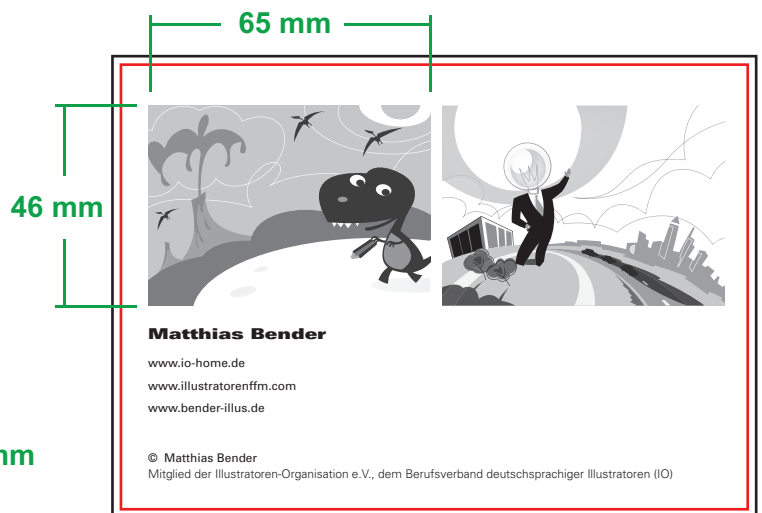 65 mm
46 mm
Matthias Bender
www.io-home.de
www.illustratorenffm.com
www.bender-illus.de
mm
© Matthias Bender
Mitglied der Illustratoren-Organisation e.V., dem Berufsverband deutschsprachiger Illustratoren (IO)